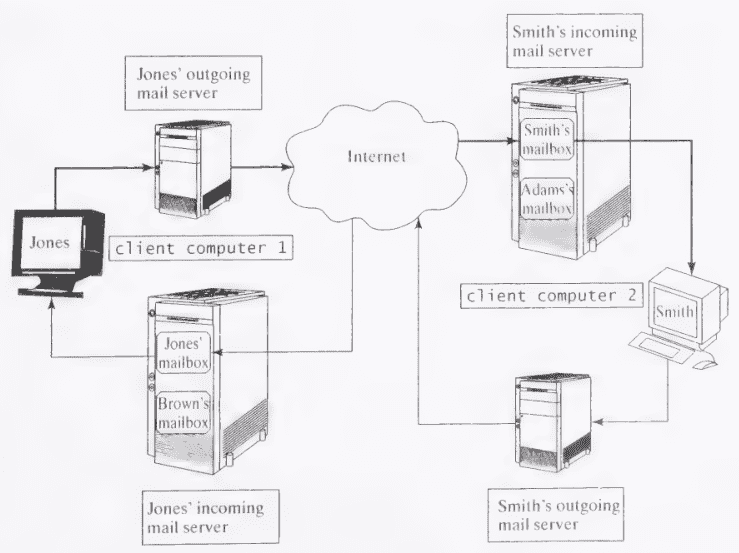 Smith's incoming
mail server
Jones' outgoing
mail server
Smith's
mailbox
Internet
Adams's
mailbox
Jones
client computer 1
client computer 2
Smith
Jones'
mailbox
Brown's
mailbox
Jones' incoming
mail server
Smith's outgoing
mail server